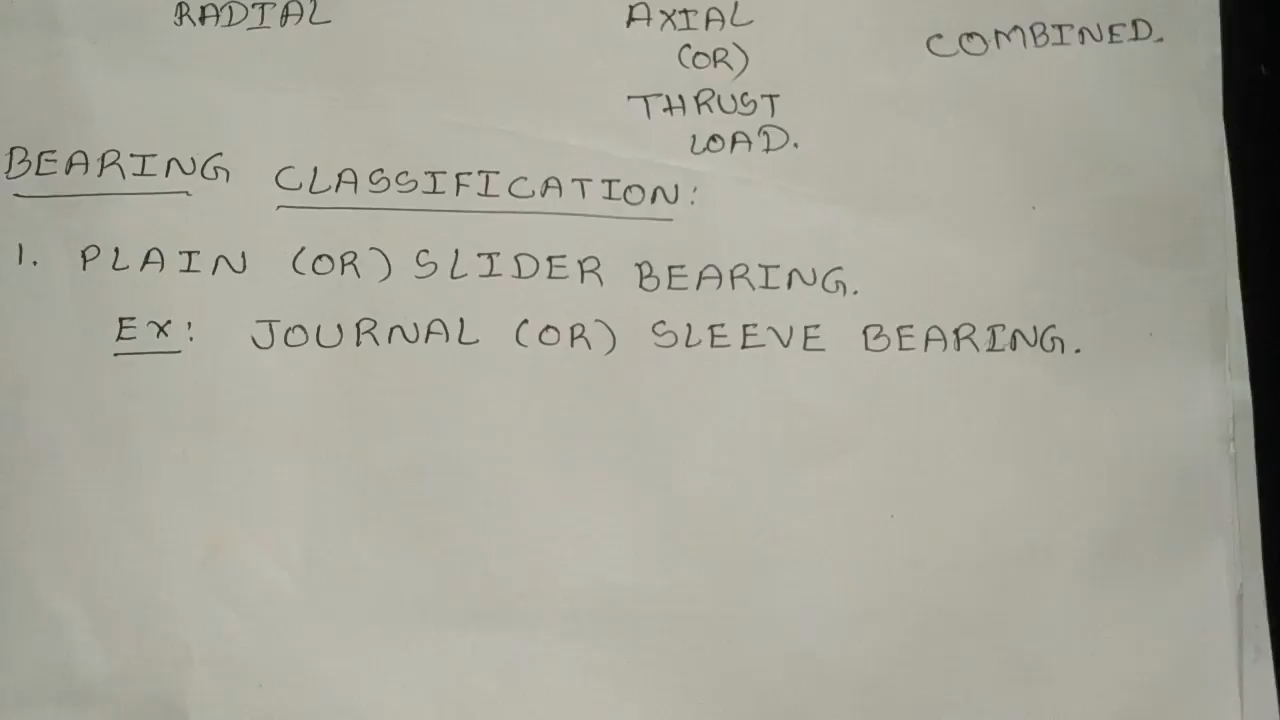 RADIAL
AXIAL
(OR)
THRUST
LOAD.
COMBINED.
BEARING CLASSIFICATION:
1. PLAIN (OR) SLIDER BEARING.
EX: JOURNAL (OR) SLEEVE BEARING.